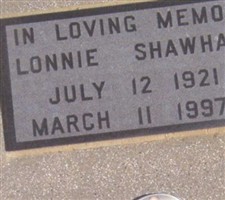 IN LOVING MEMO
LONNIE SHAWHA
JULY 12 1921
MARCH 11 1997